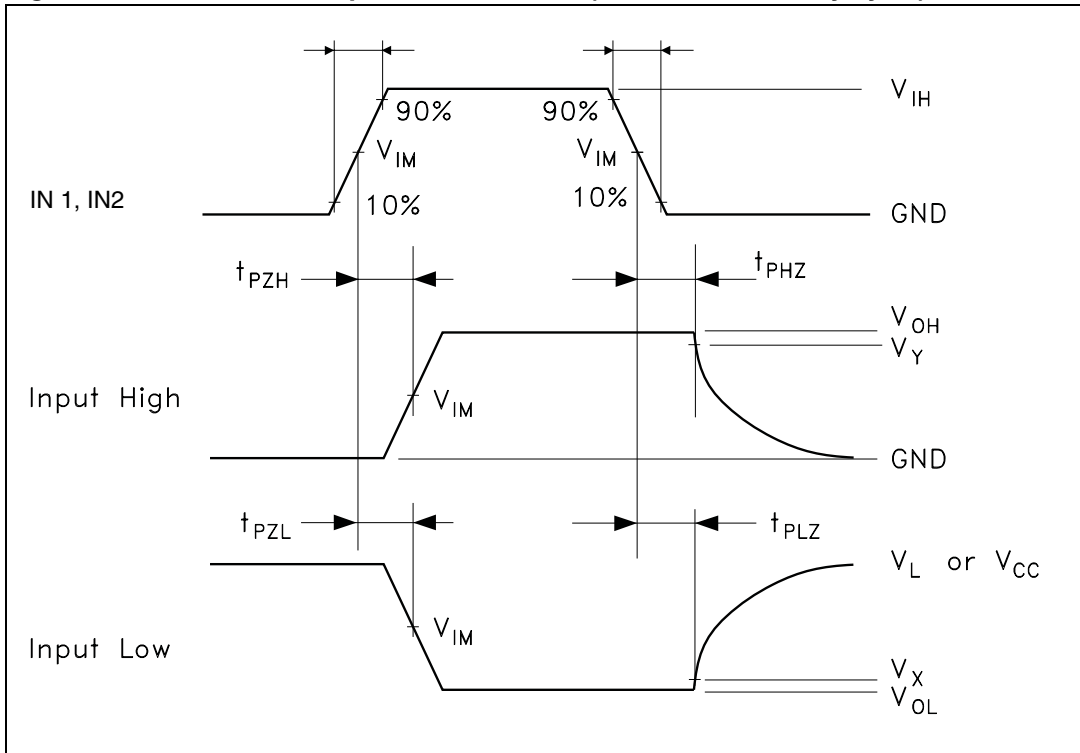 90% 90% V_IH
V_IM V_IM
IN 1, IN2 10% 10% GND
t_PZH t_PHZ
V_OH
V_Y
Input High V_IM
GND
t_PZL t_PLZ
V_L or V_CC
Input Low V_IM
V_X
V_OL